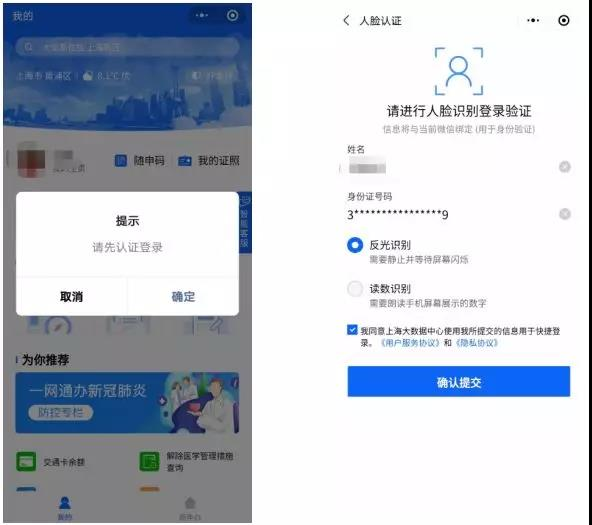 我的
上海市 黄浦区
8.1°C 优
随申码
我的证照
智能客服
提示
请先认证登录
取消
确定
为你推荐
一网通办新冠肺炎
防控专栏
交通卡余额
解除医学管理措施
查询
我的
人脸认证
请进行人脸识别登录验证
信息将与当前微信绑定 (用于身份验证)
姓名
身份证号码
3****************9
反光识别
需要静止并等待屏幕闪烁
读数识别
需要朗读手机屏幕展示的数字
我同意上海大数据中心使用我所提交的信息用于快捷登
录。《用户服务协议》和《隐私协议》
确认提交